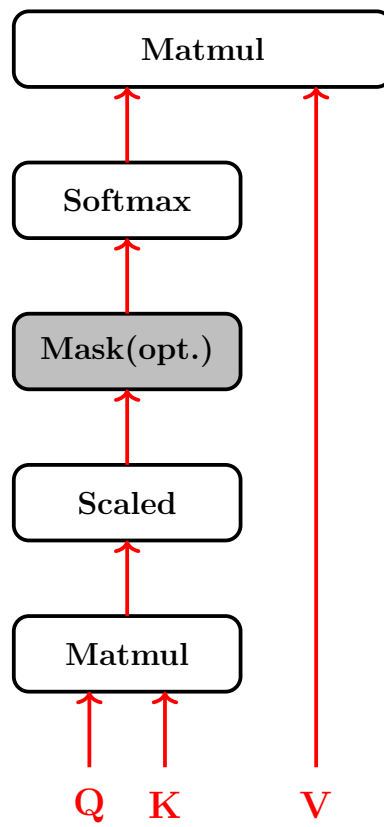 Matmul
Softmax
Mask(opt.)
Scaled
Matmul
Q K V